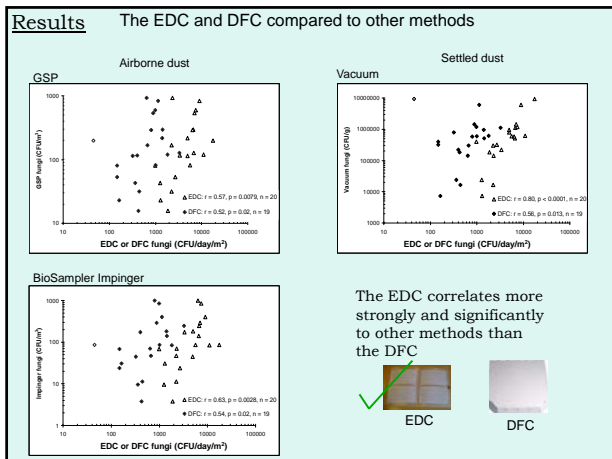 Results The EDC and DFC compared to other methods
Airborne dust
Settled dust
GSP
1000
100
10
GSP fungi (CFU/m³)
EDC: r = 0.57, p = 0.0079, n = 20
DFC: r = 0.52, p = 0.02, n = 19
10 100 1000 10000 100000
EDC or DFC fungi (CFU/day/m²)
Vacuum
10000000
1000000
100000
10000
1000
Vacuum fungi (CFU/g)
EDC: r = 0.80, p < 0.0001, n = 20
DFC: r = 0.56, p = 0.013, n = 19
10 100 1000 10000 100000
EDC or DFC fungi (CFU/day/m²)
BioSampler Impinger
1000
100
10
1
Impinger fungi (CFU/m³)
EDC: r = 0.63, p = 0.0028, n = 20
DFC: r = 0.54, p = 0.02, n = 19
10 100 1000 10000 100000
EDC or DFC fungi (CFU/day/m²)
The EDC correlates more
strongly and significantly
to other methods than
the DFC
EDC
DFC